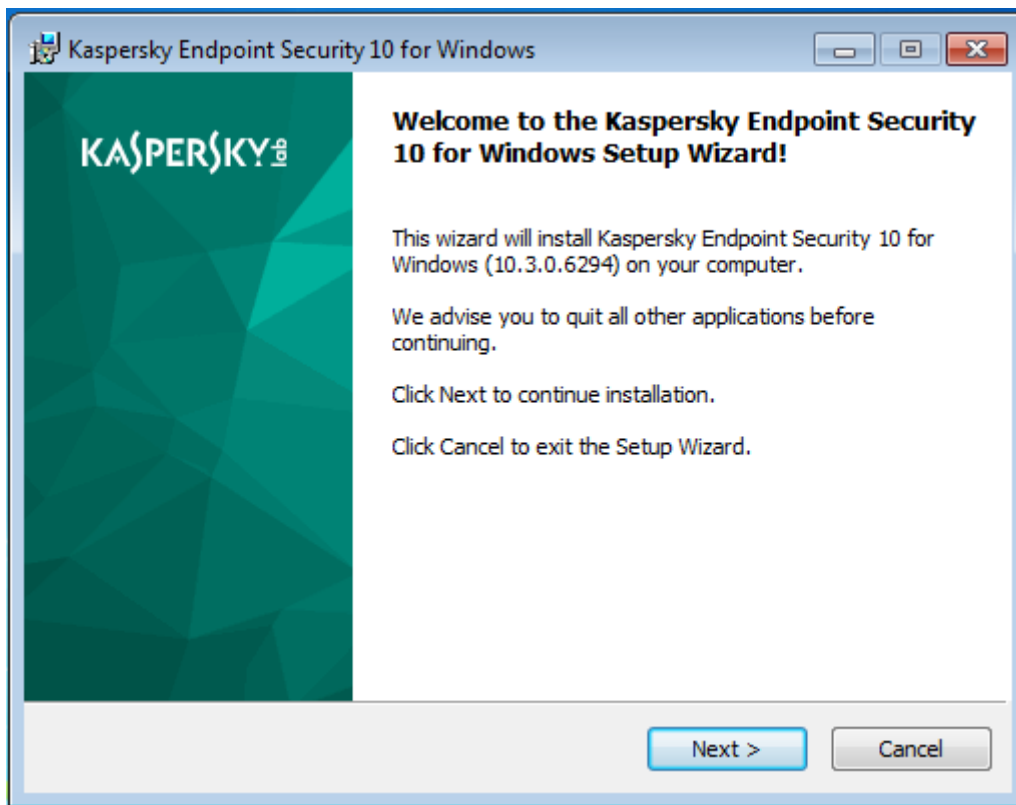 Kaspersky Endpoint Security 10 for Windows
KASPERSKY lab
Welcome to the Kaspersky Endpoint Security
10 for Windows Setup Wizard!
This wizard will install Kaspersky Endpoint Security 10 for
Windows (10.3.0.6294) on your computer.
We advise you to quit all other applications before
continuing.
Click Next to continue installation.
Click Cancel to exit the Setup Wizard.
Next >
Cancel